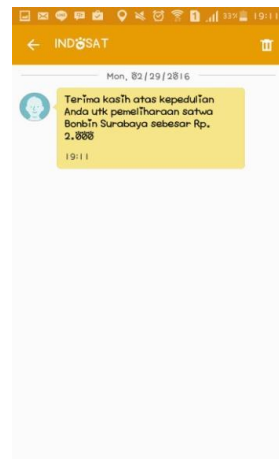 33% 19:11
INDOSAT
Mon, 02/29/2016
Terima kasih atas kepedulian
Anda utk pemeliharaan satwa
Bonbin Surabaya sebesar Rp.
2.000
19:11